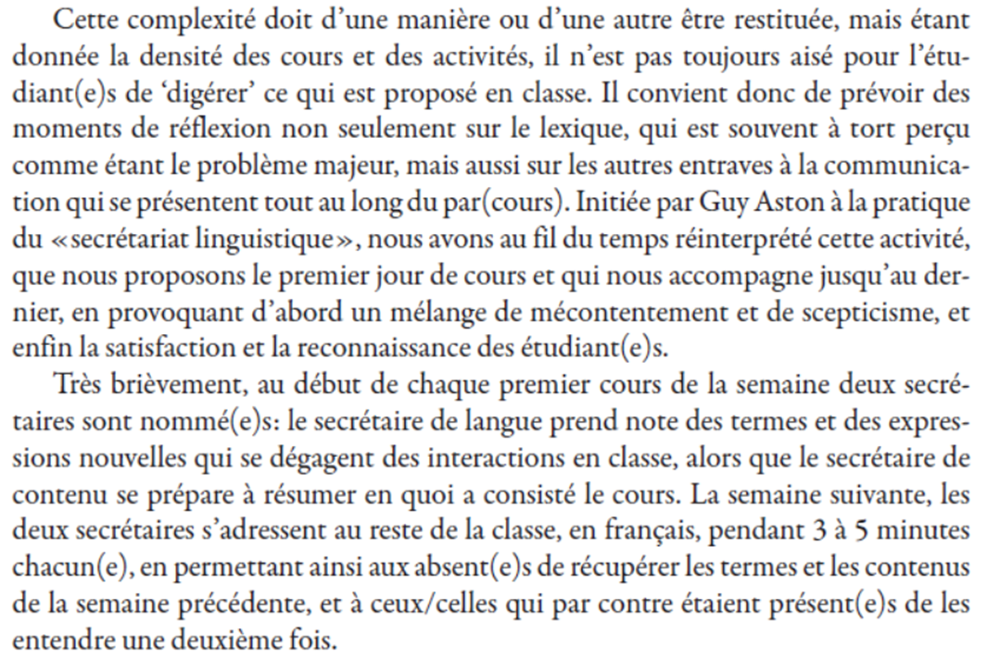 Cette complexité doit d’une manière ou d’une autre être restituée, mais étant
donnée la densité des cours et des activités, il n’est pas toujours aisé pour l’étu-
diant(e)s de ‘digérer’ ce qui est proposé en classe. Il convient donc de prévoir des
moments de réflexion non seulement sur le lexique, qui est souvent à tort perçu
comme étant le problème majeur, mais aussi sur les autres entraves à la communica-
tion qui se présentent tout au long du par(cours). Initiée par Guy Aston à la pratique
du «secrétariat linguistique», nous avons au fil du temps réinterprété cette activité,
que nous proposons le premier jour de cours et qui nous accompagne jusqu’au der-
nier, en provoquant d’abord un mélange de mécontentement et de scepticisme, et
enfin la satisfaction et la reconnaissance des étudiant(e)s.
Très brièvement, au début de chaque premier cours de la semaine deux secré-
taires sont nommé(e)s: le secrétaire de langue prend note des termes et des expres-
sions nouvelles qui se dégagent des interactions en classe, alors que le secrétaire de
contenu se prépare à résumer en quoi a consisté le cours. La semaine suivante, les
deux secrétaires s’adressent au reste de la classe, en français, pendant 3 à 5 minutes
chacun(e), en permettant ainsi aux absent(e)s de récupérer les termes et les contenus
de la semaine précédente, et à ceux/celles qui par contre étaient présent(e)s de les
entendre une deuxième fois.